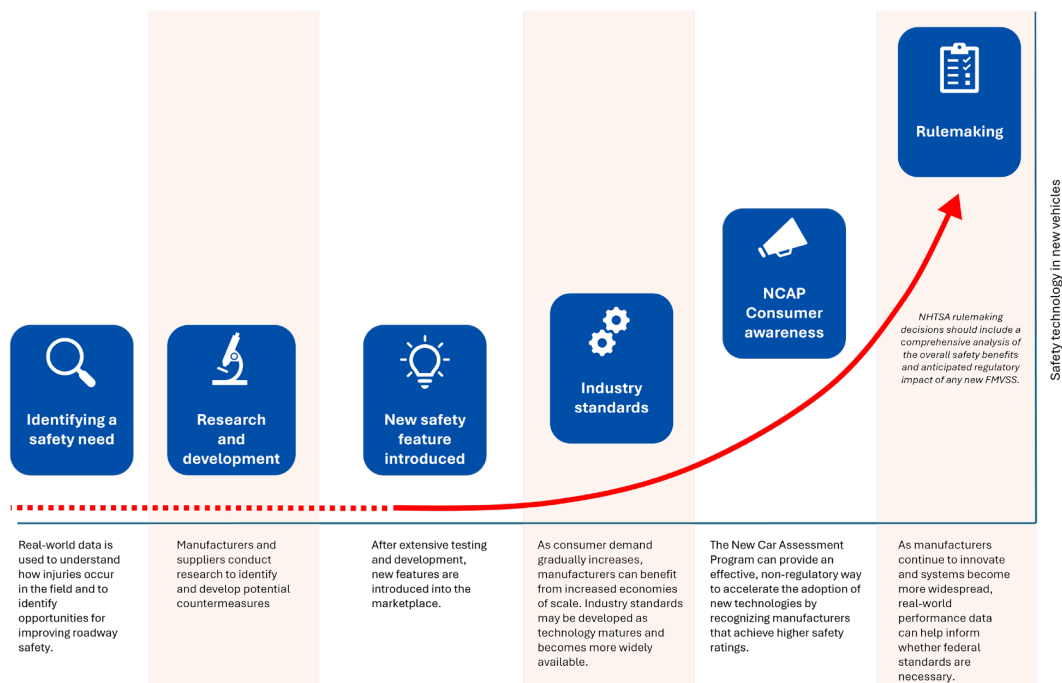 Identifying a
safety need
Research
and
development
New safety
feature
introduced
Industry
standards
NCAP
Consumer
awareness
Rulemaking
NHTSA rulemaking
decisions should include a
comprehensive analysis of
the overall safety benefits
and anticipated regulatory
impact of any new FMVSS.
Safety technology in new vehicles
Real-world data is
used to understand
how injuries occur
in the field and to
identify
opportunities for
improving roadway
safety.
Manufacturers and
suppliers conduct
research to identify
and develop potential
countermeasures
After extensive testing
and development,
new features are
introduced into the
marketplace.
As consumer demand
gradually increases,
manufacturers can benefit
from increased economies
of scale. Industry standards
may be developed as
technology matures and
becomes more widely
available.
The New Car Assessment
Program can provide an
effective, non-regulatory way
to accelerate the adoption of
new technologies by
recognizing manufacturers
that achieve higher safety
ratings.
As manufacturers
continue to innovate
and systems become
more widespread,
real-world
performance data
can help inform
whether federal
standards are
necessary.